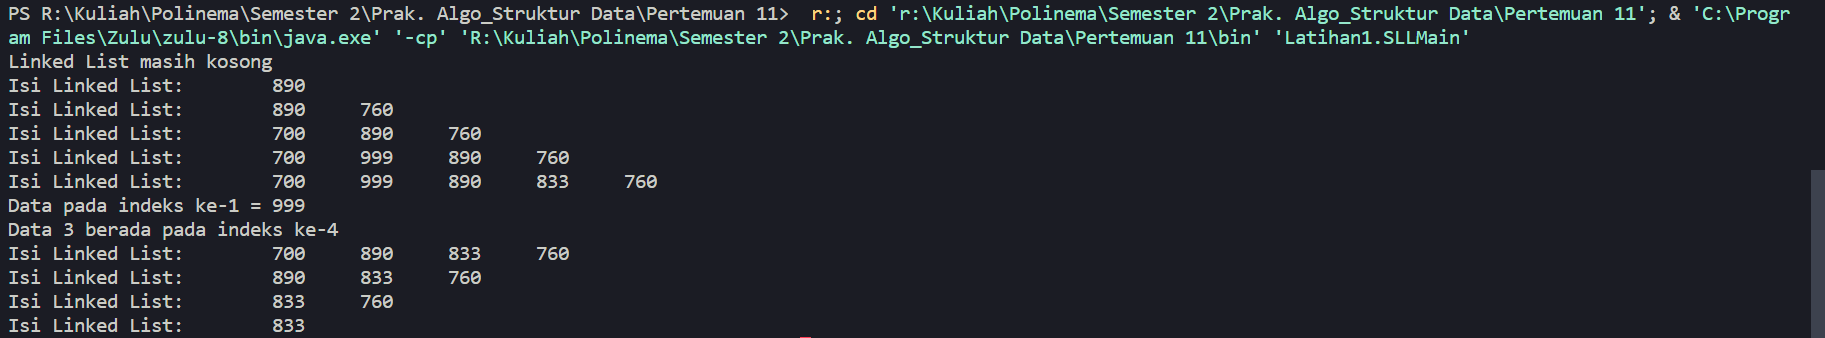 PS R:\Kuliah\Polinema\Semester 2\Prak. Algo_Struktur Data\Pertemuan 11>  r:; cd 'r:\Kuliah\Polinema\Semester 2\Prak. Algo_Struktur Data\Pertemuan 11'; & 'C:\Progr
am Files\Zulu\zulu-8\bin\java.exe' '-cp' 'R:\Kuliah\Polinema\Semester 2\Prak. Algo_Struktur Data\Pertemuan 11\bin' 'Latihan1.SLLMain'
Linked List masih kosong
Isi Linked List:        890
Isi Linked List:        890     760
Isi Linked List:        700     890     760
Isi Linked List:        700     999     890     760
Isi Linked List:        700     999     890     833     760
Data pada indeks ke-1 = 999
Data 3 berada pada indeks ke-4
Isi Linked List:        700     890     833     760
Isi Linked List:        890     833     760
Isi Linked List:        833     760
Isi Linked List:        833